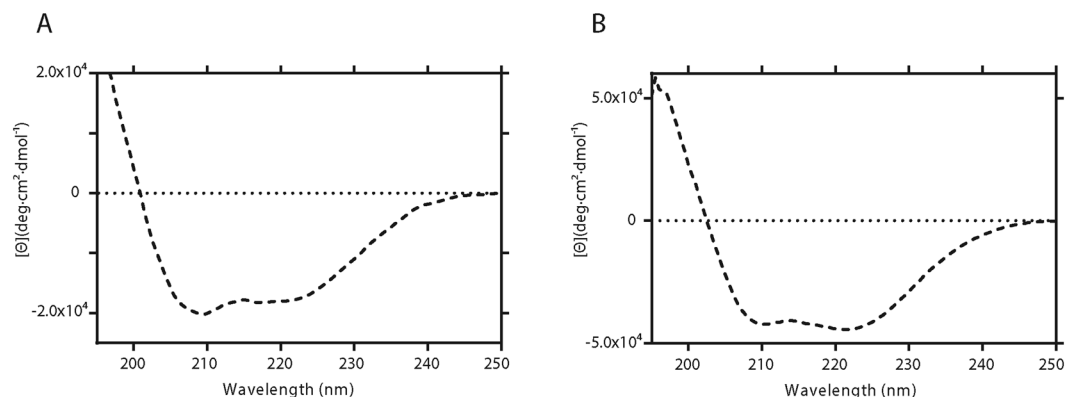 A
B
2.0x10⁴
0
-2.0x10⁴
[Θ](deg·cm²·dmol⁻¹)
200 210 220 230 240 250
Wavelength (nm)
5.0x10⁴
0
-5.0x10⁴
[Θ](deg·cm²·dmol⁻¹)
200 210 220 230 240 250
Wavelength (nm)